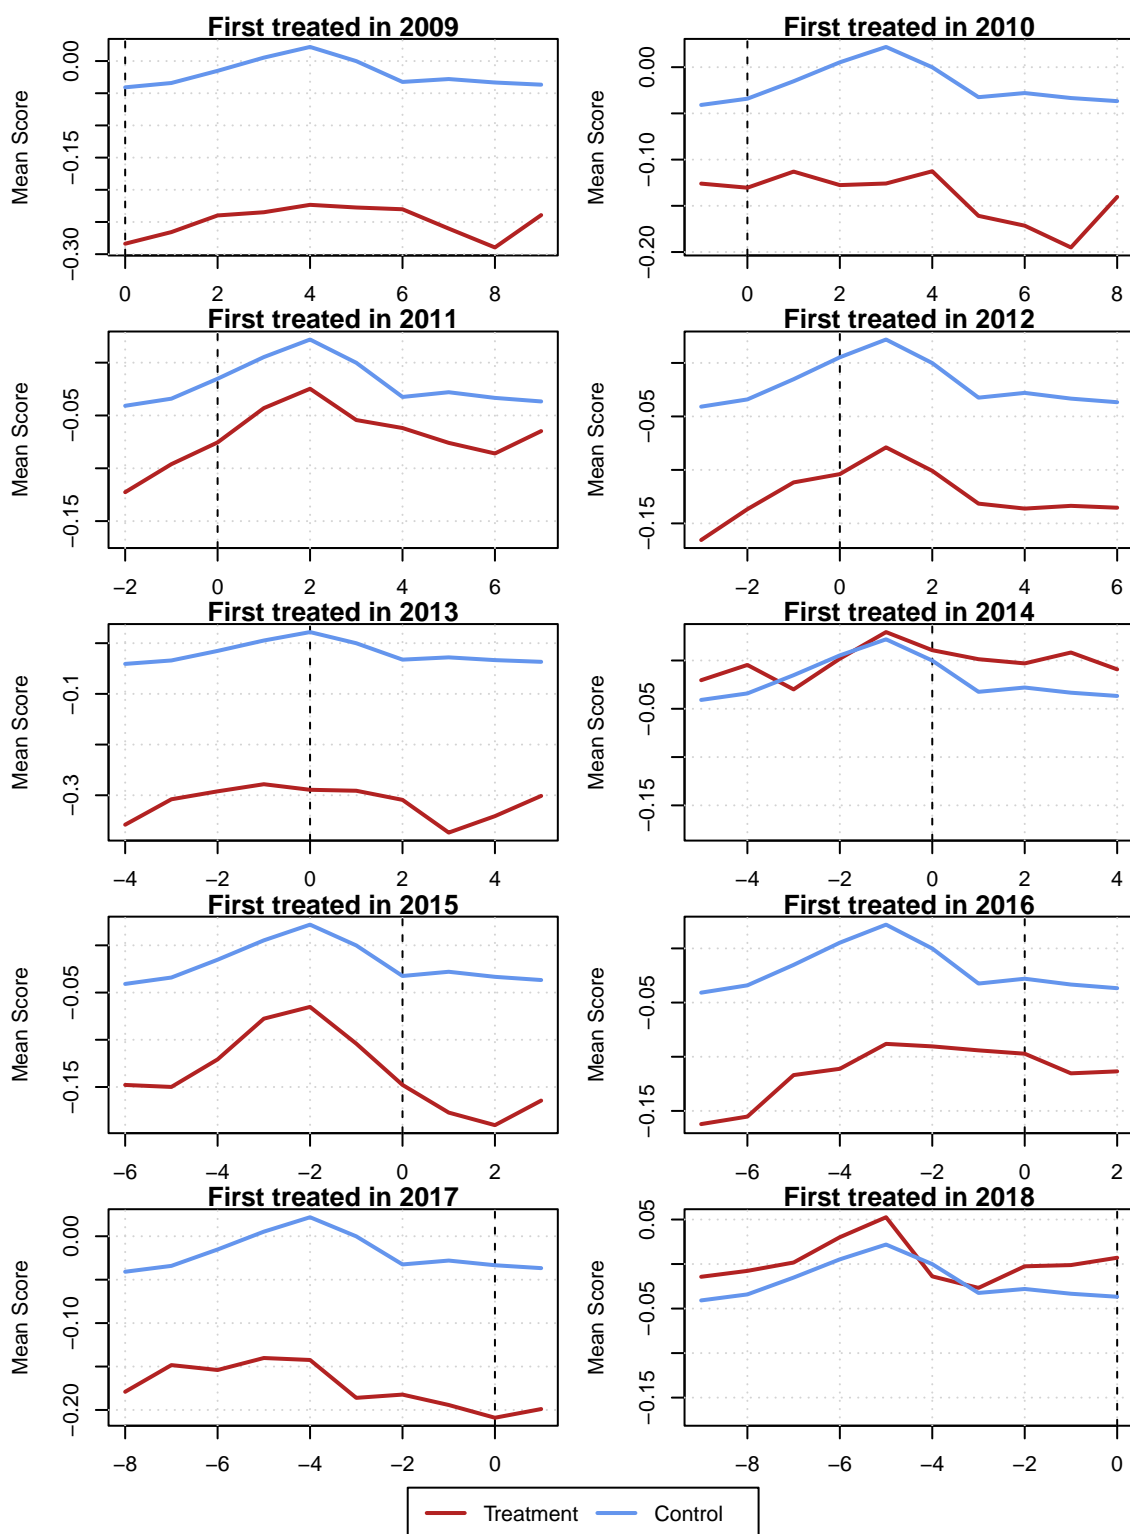 First treated in 2009
Mean Score
0.00
−0.15
−0.30
0 2 4 6 8
First treated in 2010
Mean Score
0.00
−0.10
−0.20
0 2 4 6 8
First treated in 2011
Mean Score
−0.05
−0.15
−2 0 2 4 6
First treated in 2012
Mean Score
−0.05
−0.15
0 2 4 6
First treated in 2013
Mean Score
−0.1
−0.3
−4 −2 0 2 4
First treated in 2014
Mean Score
−0.05
−0.15
−4 −2 0 2 4
First treated in 2015
Mean Score
−0.05
−0.15
−6 −4 −2 0 2
First treated in 2016
Mean Score
−0.05
−0.15
−6 −4 −2 0 2
First treated in 2017
Mean Score
0.00
−0.10
−0.20
−8 −6 −4 −2 0
First treated in 2018
Mean Score
0.05
−0.05
−0.15
−8 −6 −4 −2 0
Treatment Control